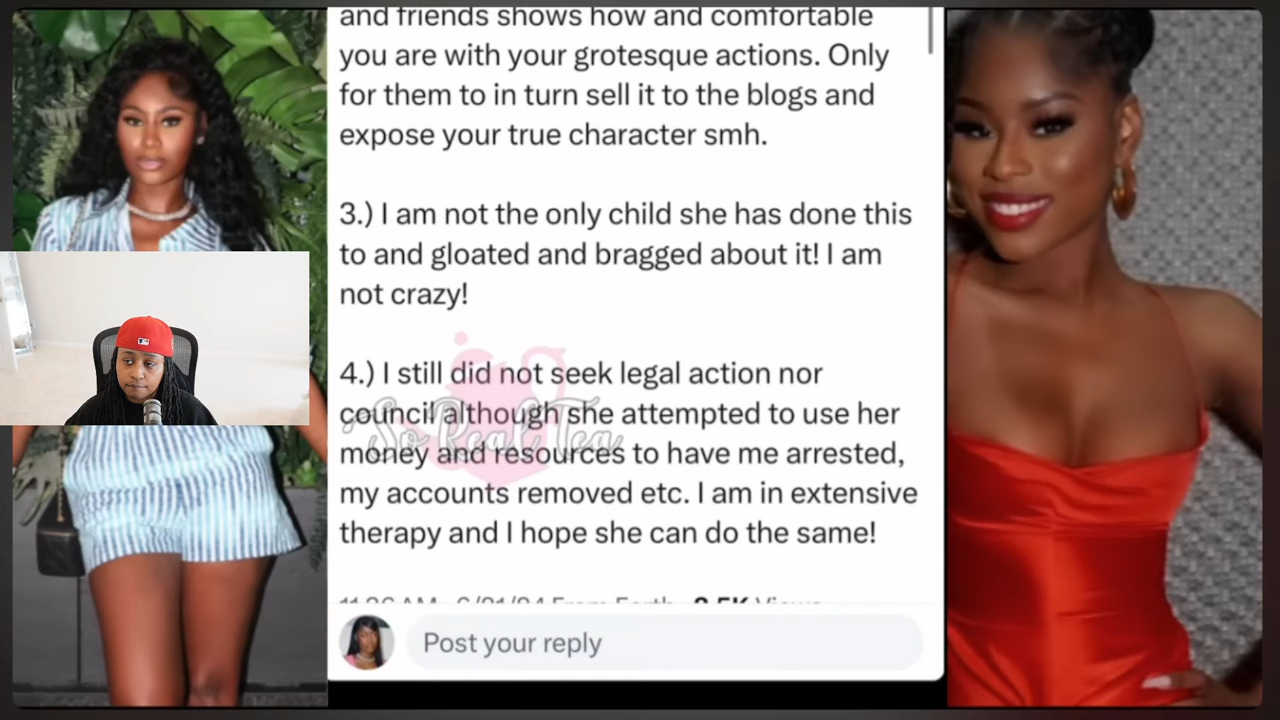 and friends shows how and comfortable
you are with your grotesque actions. Only
for them to in turn sell it to the blogs and
expose your true character smh.
3.) I am not the only child she has done this
to and gloated and bragged about it! I am
not crazy!
4.) I still did not seek legal action nor
council although she attempted to use her
money and resources to have me arrested,
my accounts removed etc. I am in extensive
therapy and I hope she can do the same!
So Real Tea
Post your reply